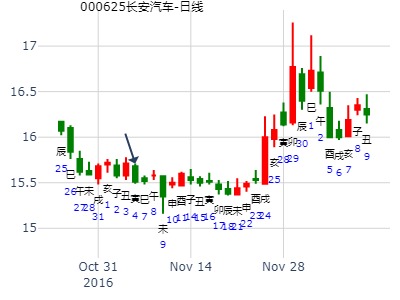 000625长安汽车-日线
17
16.5
16
15.5
15
辰
25
巳
26
午
27
未
28
戌
31
亥
1
子
2
丑
3
寅
4
巳
7
午
8
未
9
申
10
酉
11
子
14
丑
15
寅
16
卯
17
辰
18
未
21
申
22
酉
23
戌
24
亥
25
寅
28
卯
29
辰
30
巳
1
午
2
酉
5
戌
6
亥
7
子
8
丑
9
Oct 31
2016
Nov 14
Nov 28